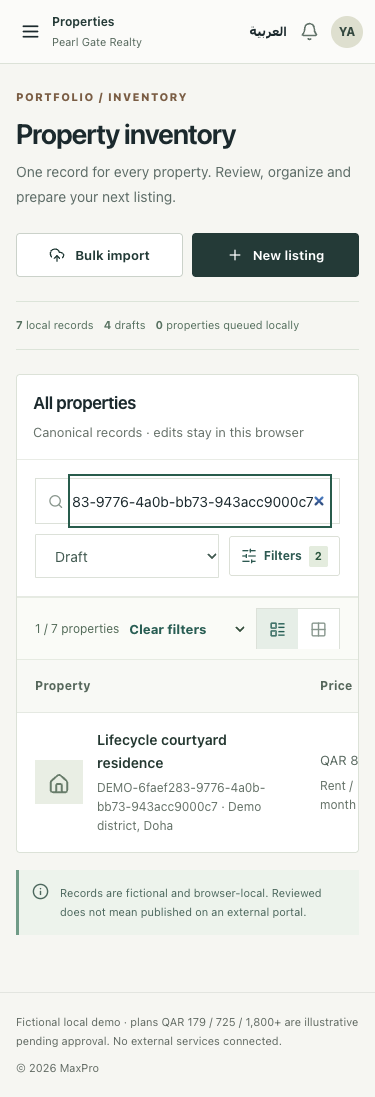 Properties
Pearl Gate Realty
العربية
YA
PORTFOLIO / INVENTORY
Property inventory
One record for every property. Review, organize and
prepare your next listing.
Bulk import
New listing
7 local records 4 drafts 0 properties queued locally
All properties
Canonical records · edits stay in this browser
83-9776-4a0b-bb73-943acc9000c7
Draft
Filters 2
1 / 7 properties Clear filters
Property Price
Lifecycle courtyard
residence
DEMO-6faef283-9776-4a0b-
bb73-943acc9000c7 · Demo
district, Doha
QAR 8
Rent /
month
Records are fictional and browser-local. Reviewed
does not mean published on an external portal.
Fictional local demo · plans QAR 179 / 725 / 1,800+ are illustrative
pending approval. No external services connected.
© 2026 MaxPro